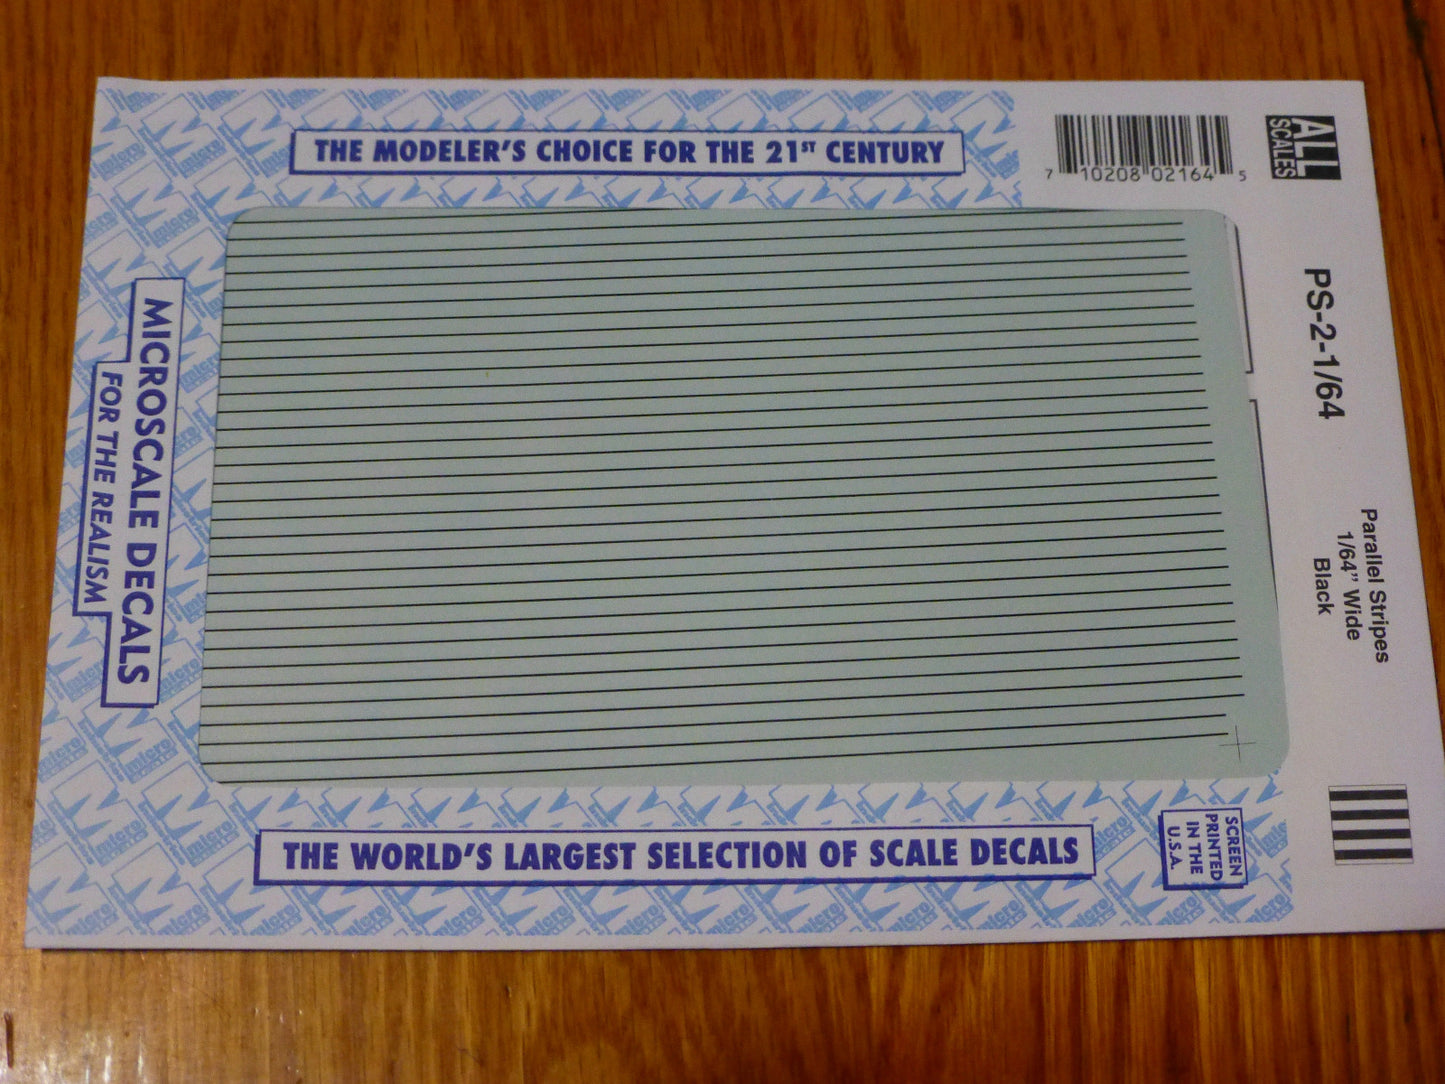 THE MODELER'S CHOICE FOR THE 21ST CENTURY
7 10208 02164 5
ALL
SCALES
PS-2-1/64
Parallel Stripes
1/64" Wide
Black
MICROSCALE DECALS
FOR THE REALISM
THE WORLD'S LARGEST SELECTION OF SCALE DECALS
SCREEN
PRINTED
IN THE
U.S.A.